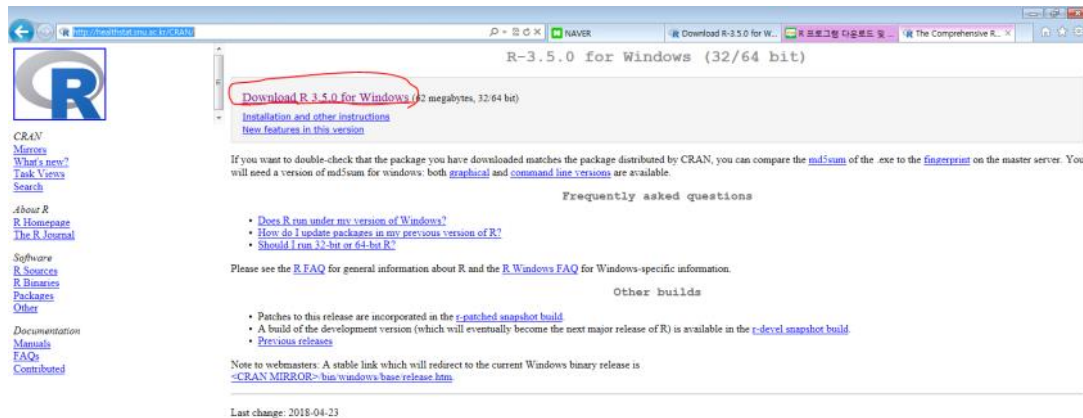 http://healthstat.snu.ac.kr/CRAN/
NAVER
Download R-3.5.0 for W...
R 프로그램 다운로드 및 ...
The Comprehensive R...
R
CRAN
Mirrors
What's new?
Task Views
Search
About R
R Homepage
The R Journal
Software
R Sources
R Binaries
Packages
Other
Documentation
Manuals
FAQs
Contributed
R-3.5.0 for Windows (32/64 bit)
Download R 3.5.0 for Windows (62 megabytes, 32/64 bit)
Installation and other instructions
New features in this version
If you want to double-check that the package you have downloaded matches the package distributed by CRAN, you can compare the md5sum of the .exe to the fingerprint on the master server. You
will need a version of md5sum for windows: both graphical and command line versions are available.
Frequently asked questions
• Does R run under my version of Windows?
• How do I update packages in my previous version of R?
• Should I run 32-bit or 64-bit R?
Please see the R FAQ for general information about R and the R Windows FAQ for Windows-specific information.
Other builds
• Patches to this release are incorporated in the r-patched snapshot build.
• A build of the development version (which will eventually become the next major release of R) is available in the r-devel snapshot build.
• Previous releases
Note to webmasters: A stable link which will redirect to the current Windows binary release is
<CRAN MIRROR>/bin/windows/base/release.htm.
Last change: 2018-04-23